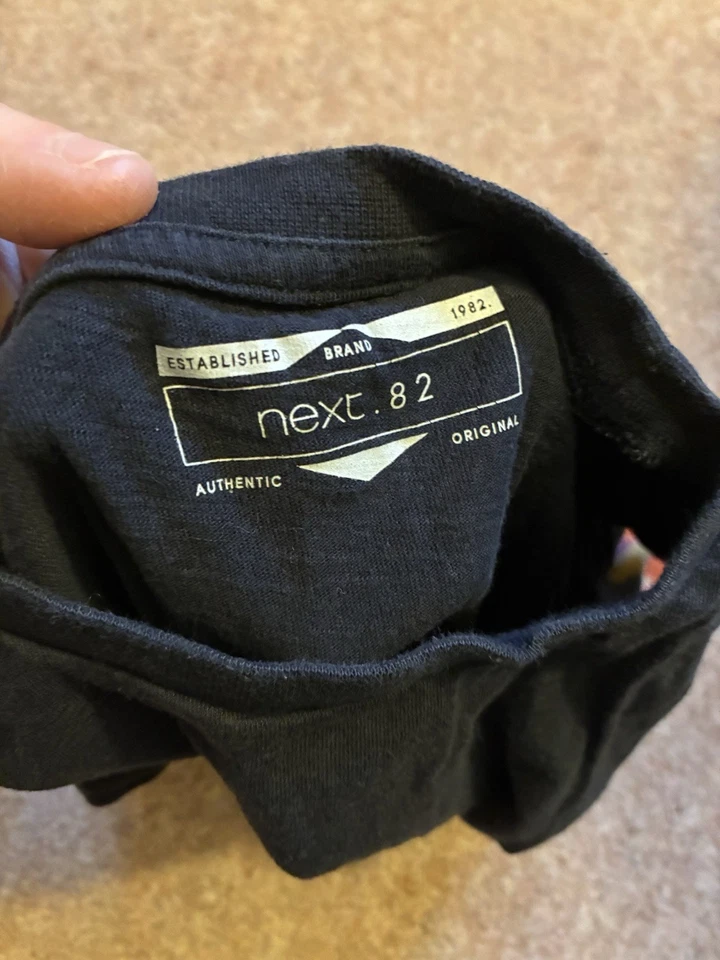 ESTABLISHED BRAND 1982.
next.82
AUTHENTIC ORIGINAL